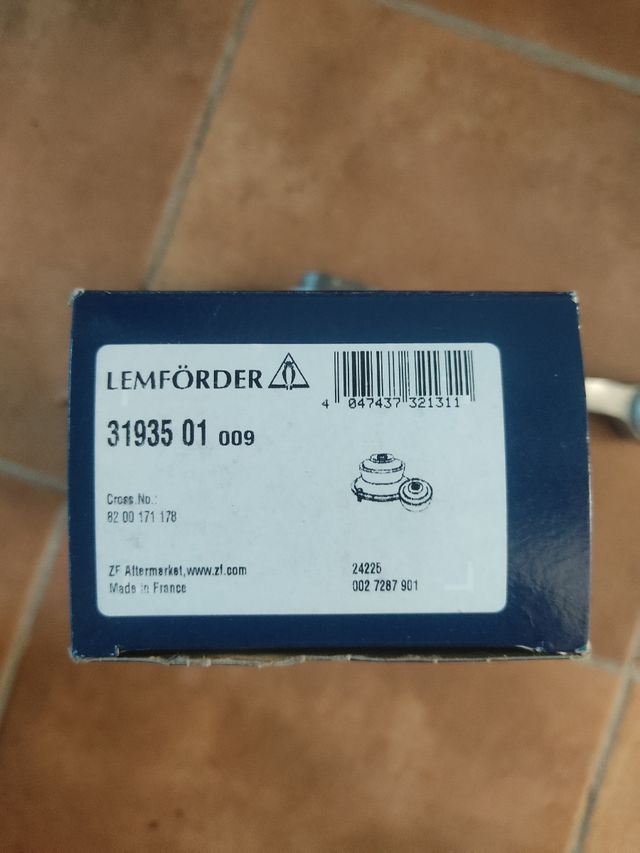 LEMFÖRDER
4 047437 321311
31935 01 009
Cross.No.:
82 00 171 178
ZF Aftermarket,www.zf.com
Made in France
24225
002 7287 901